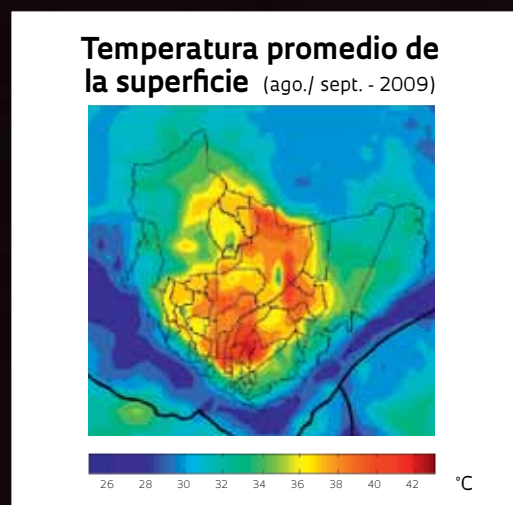 Temperatura promedio de
la superficie (ago./ sept. - 2009)
26 28 30 32 34 36 38 40 42 °C